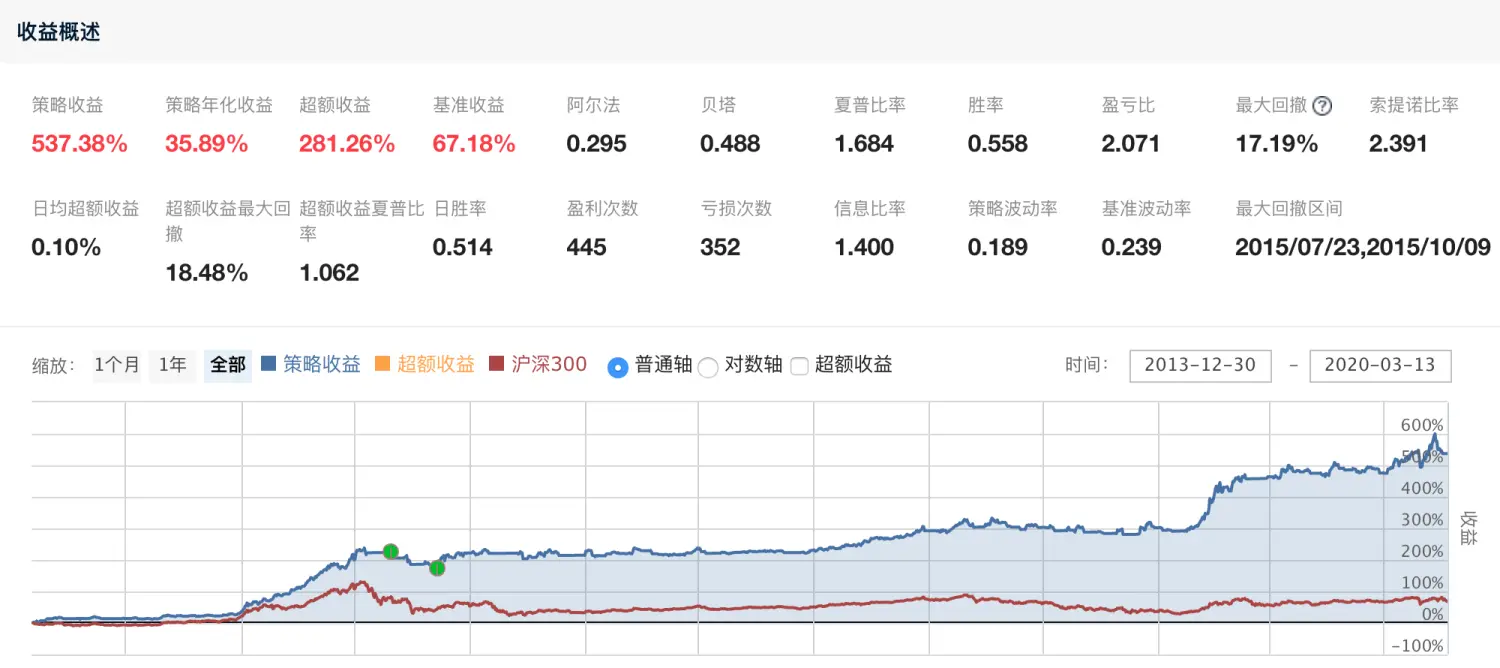 收益概述
策略收益 策略年化收益 超额收益 基准收益 阿尔法 贝塔 夏普比率 胜率 盈亏比 最大回撤 ? 索提诺比率
537.38% 35.89% 281.26% 67.18% 0.295 0.488 1.684 0.558 2.071 17.19% 2.391
日均超额收益 超额收益最大回撤 超额收益夏普比率 日胜率 盈利次数 亏损次数 信息比率 策略波动率 基准波动率 最大回撤区间
0.10% 18.48% 1.062 0.514 445 352 1.400 0.189 0.239 2015/07/23,2015/10/09
缩放: 1个月 1年 全部 策略收益 超额收益 沪深300 普通轴 对数轴 超额收益 时间: 2013-12-30 - 2020-03-13
600%
500%
400%
300%
200%
100%
0%
-100%
收益